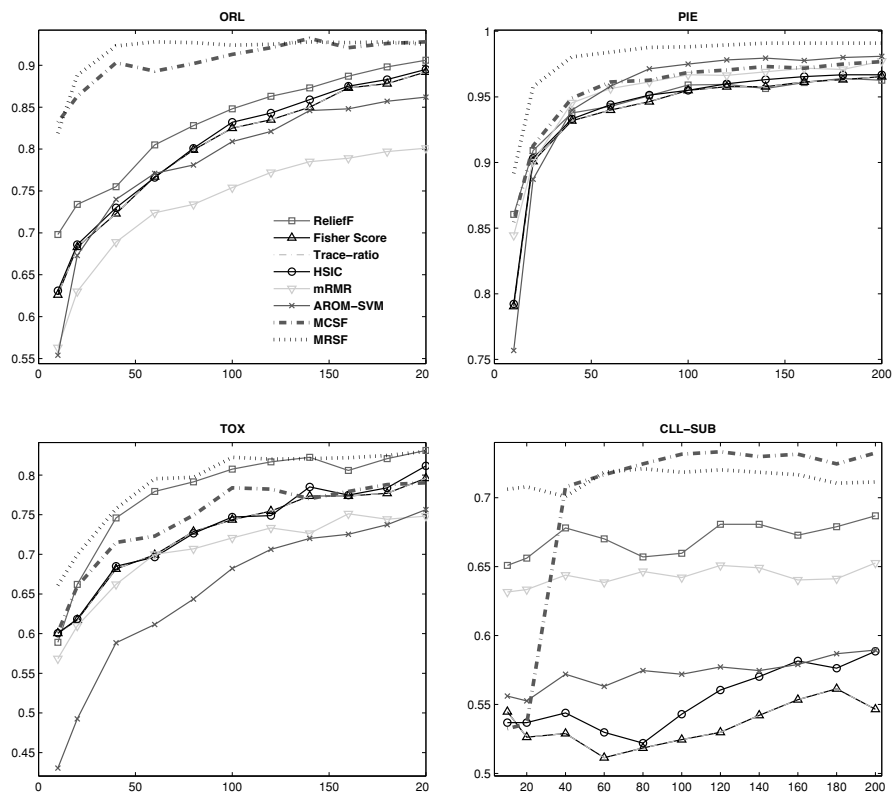 ORL
0.9
0.85
0.8
0.75
0.7
0.65
0.6
0.55
0 50 100 150 20
ReliefF
Fisher Score
Trace−ratio
HSIC
mRMR
AROM−SVM
MCSF
MRSF
PIE
1
0.95
0.9
0.85
0.8
0.75
0 50 100 150 200
TOX
0.8
0.75
0.7
0.65
0.6
0.55
0.5
0.45
0 50 100 150 20
CLL−SUB
0.7
0.65
0.6
0.55
0.5
20 40 60 80 100 120 140 160 180 200